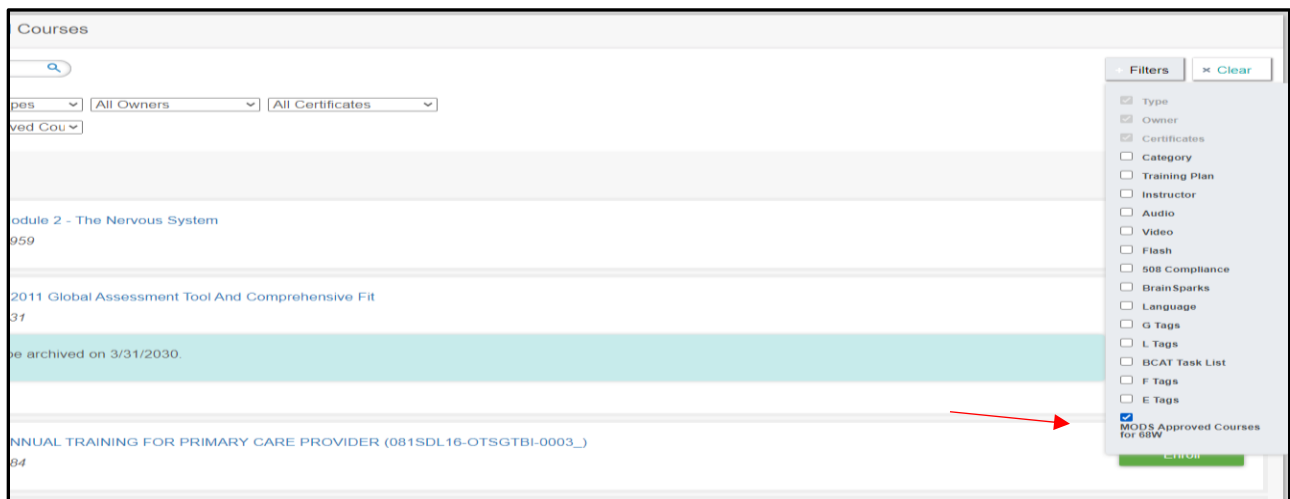 Courses
Filters
× Clear
pes
All Owners
All Certificates
ved Cou
Type
Owner
Certificates
Category
Training Plan
Instructor
Audio
Video
Flash
508 Compliance
BrainSparks
Language
G Tags
L Tags
BCAT Task List
F Tags
E Tags
MODS Approved Courses
for 68W
odule 2 - The Nervous System
959
2011 Global Assessment Tool And Comprehensive Fit
31
be archived on 3/31/2030.
NNUAL TRAINING FOR PRIMARY CARE PROVIDER (081SDL16-OTSGTBI-0003_)
84
Enroll